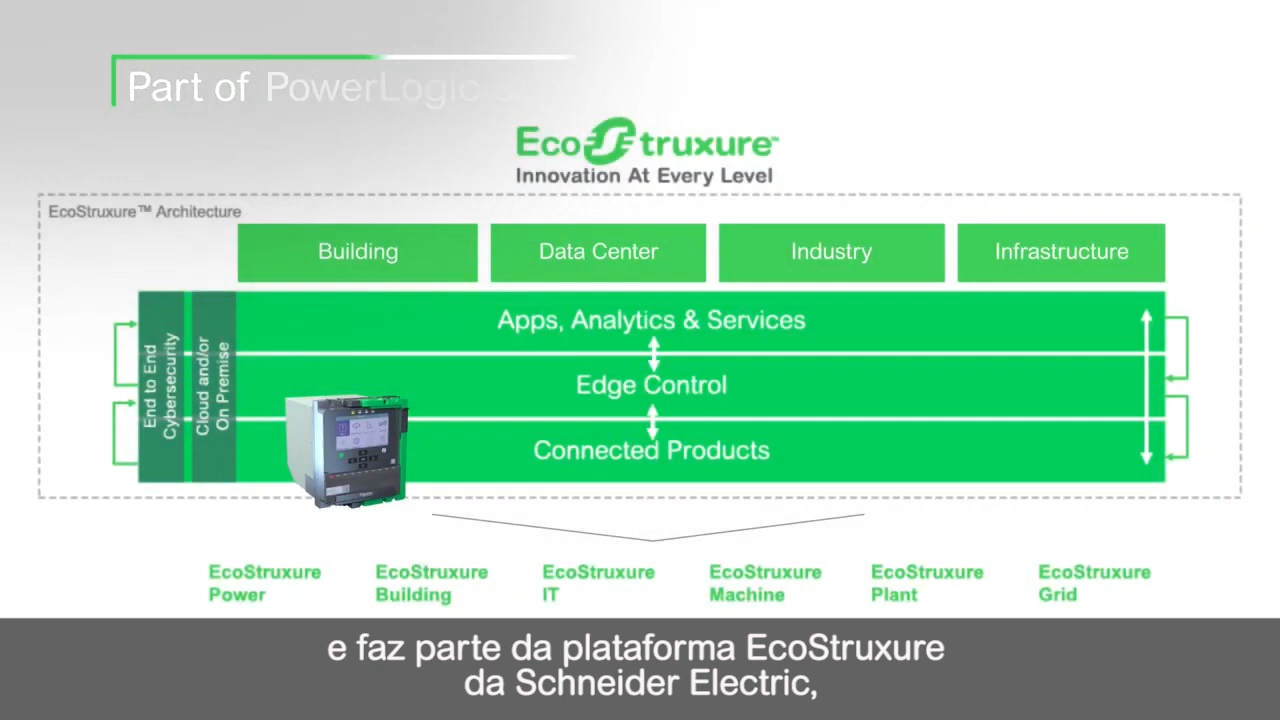 Part of PowerLogic
EcoStruxure™
Innovation At Every Level
EcoStruxure™ Architecture
Building
Data Center
Industry
Infrastructure
End to End
Cybersecurity
Cloud and/or
On Premise
Apps, Analytics & Services
Edge Control
Connected Products
EcoStruxure
Power
EcoStruxure
Building
EcoStruxure
IT
EcoStruxure
Machine
EcoStruxure
Plant
EcoStruxure
Grid
e faz parte da plataforma EcoStruxure
da Schneider Electric,